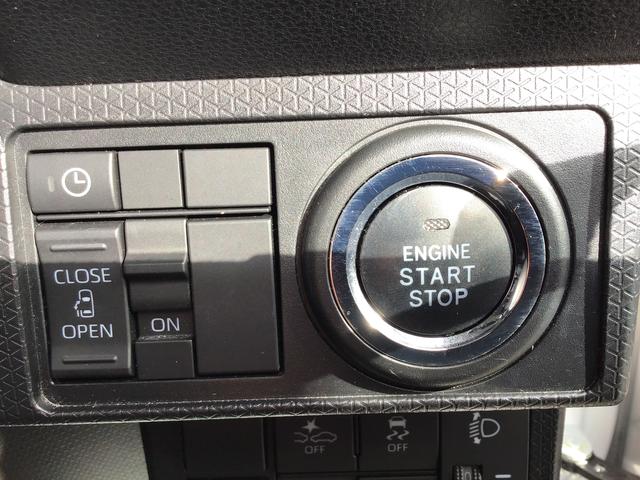 CLOSE
OPEN
ON
ENGINE
START
STOP
OFF
OFF